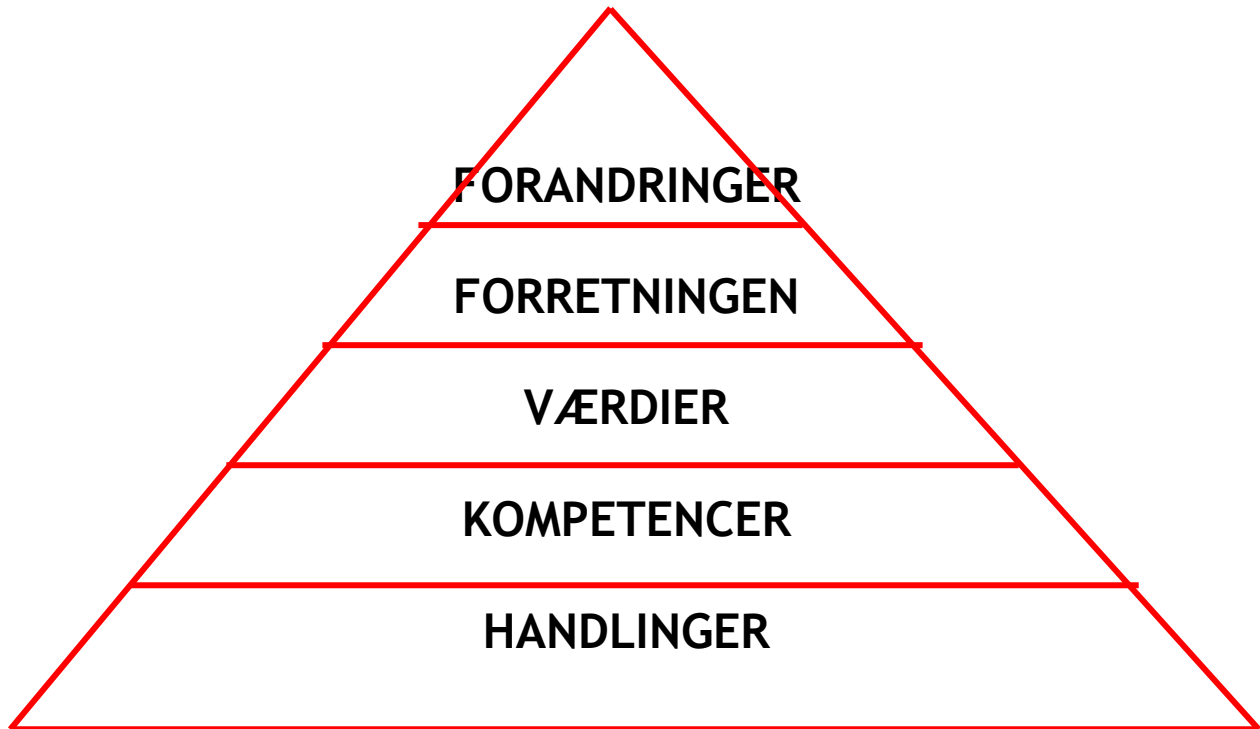 FORANDRINGER
FORRETNINGEN
VÆRDIER
KOMPETENCER
HANDLINGER